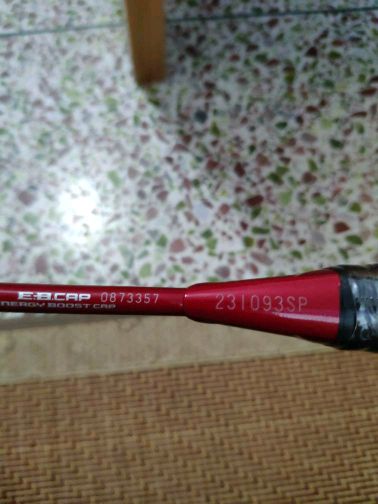 E.B.CAP 0873357
ENERGY BOOST CAP
231093SP